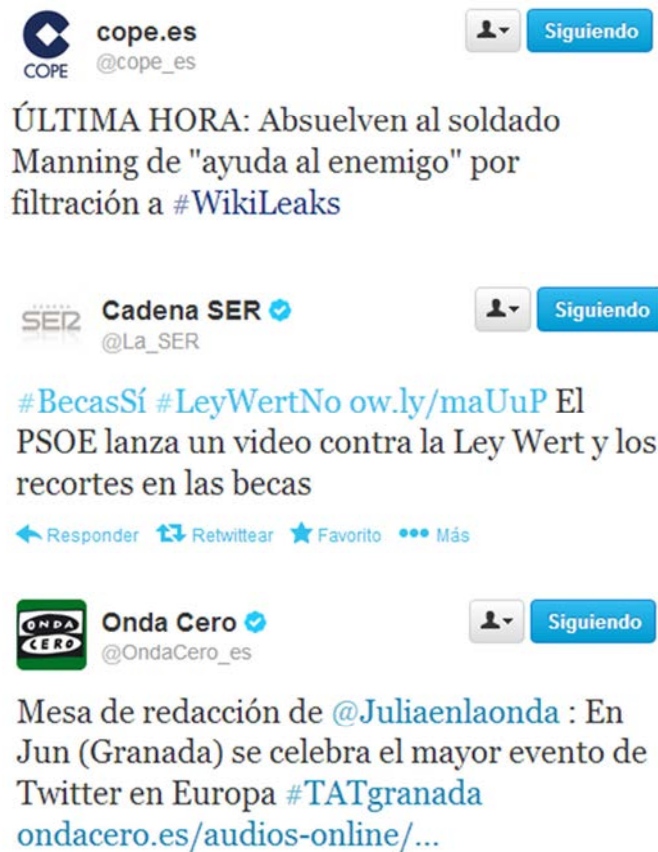 cope.es
COPE
@cope_es
Siguiendo
ÚLTIMA HORA: Absuelven al soldado
Manning de "ayuda al enemigo" por
filtración a #WikiLeaks
SER
Cadena SER
@La_SER
Siguiendo
#BecasSí #LeyWertNo ow.ly/maUuP El
PSOE lanza un video contra la Ley Wert y los
recortes en las becas
Responder Retwittear Favorito Más
ONDA
CERO
Onda Cero
@OndaCero_es
Siguiendo
Mesa de redacción de @Juliaenlaonda : En
Jun (Granada) se celebra el mayor evento de
Twitter en Europa #TATgranada
ondacero.es/audios-online/...